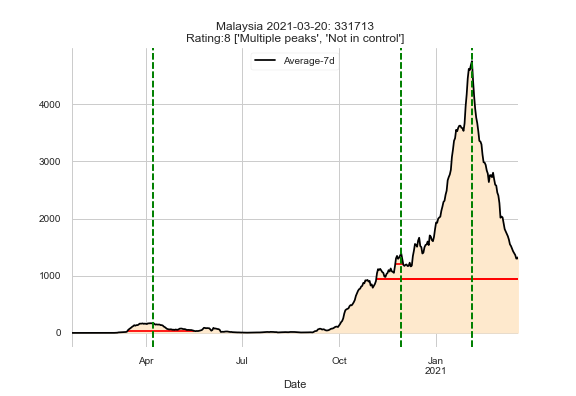 Malaysia 2021-03-20: 331713
Rating:8 ['Multiple peaks', 'Not in control']
Average-7d
4000
3000
2000
1000
0
Apr
Jul
Oct
Jan
2021
Date